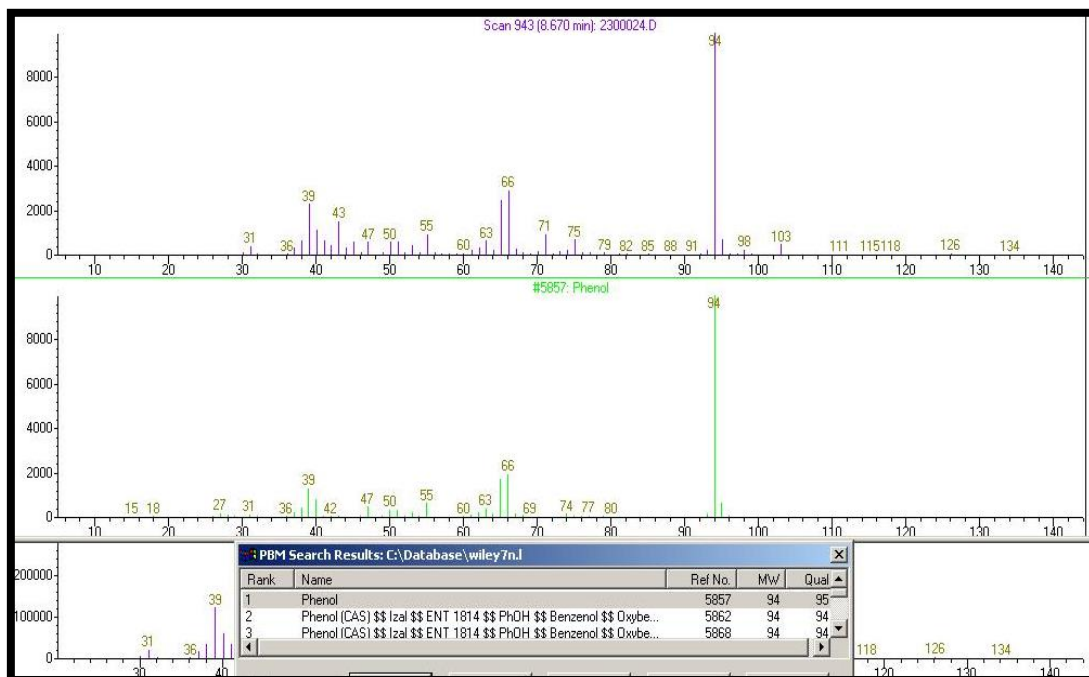 Scan 943 (8.670 min): 2300024.D
94
8000
6000
4000
2000
0
31 36 39 43 47 50 55 60 63 66 71 75 79 82 85 88 91 98 103 111 115 118 126 134
10 20 30 40 50 60 70 80 90 100 110 120 130 140
#5857: Phenol
94
8000
6000
4000
2000
0
15 18 27 31 36 39 42 47 50 55 60 63 66 69 74 77 80
10 20 30 40 50 60 70 80 90 100 110 120 130 140
PBM Search Results: C:\Database\wiley7n.l
Rank Name Ref No. MW Qual
1 Phenol 5857 94 95
2 Phenol (CAS) $$ Izal $$ ENT 1814 $$ PhOH $$ Benzenol $$ Oxybe... 5862 94 94
3 Phenol (CAS) $$ Izal $$ ENT 1814 $$ PhOH $$ Benzenol $$ Oxybe... 5868 94 94
200000
100000
0
31 36 39 118 126 134
30 40 120 130 140